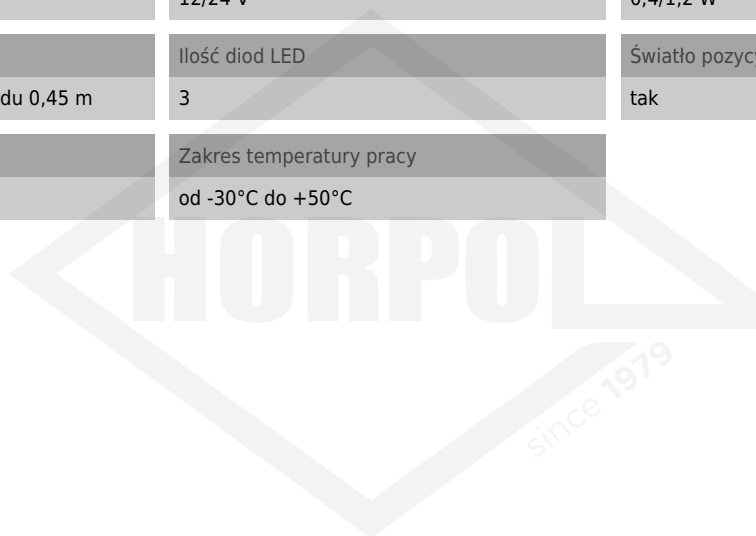 12/24 V
0,4/1,2 W
Ilość diod LED
Światło pozycy
du 0,45 m
3
tak
Zakres temperatury pracy
od -30°C do +50°C
HORPOL
since 1979